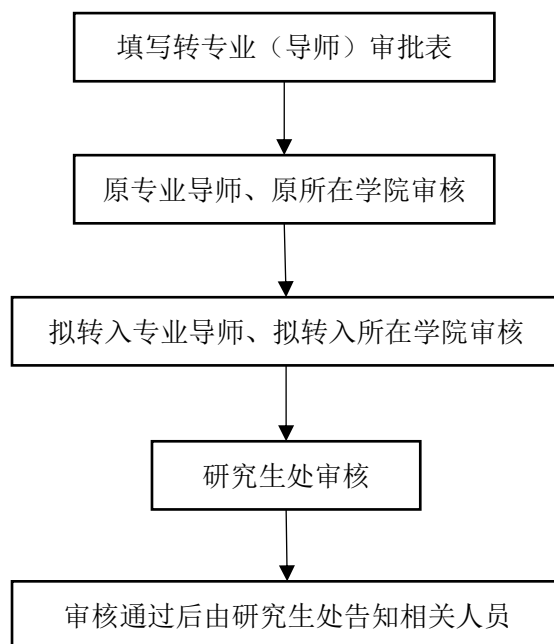 填写转专业（导师）审批表
原专业导师、原所在学院审核
拟转入专业导师、拟转入所在学院审核
研究生处审核
审核通过后由研究生处告知相关人员